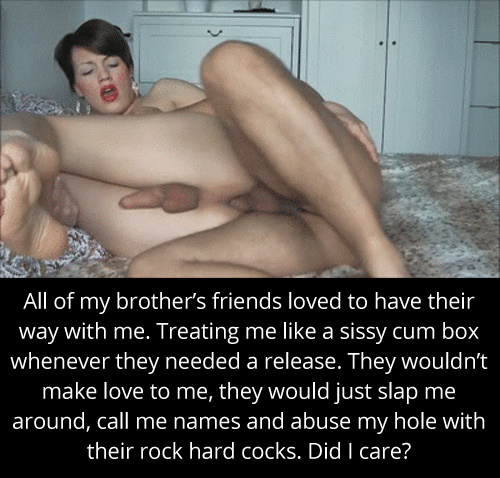 All of my brother’s friends loved to have their
way with me. Treating me like a sissy cum box
whenever they needed a release. They wouldn’t
make love to me, they would just slap me
around, call me names and abuse my hole with
their rock hard cocks. Did I care?